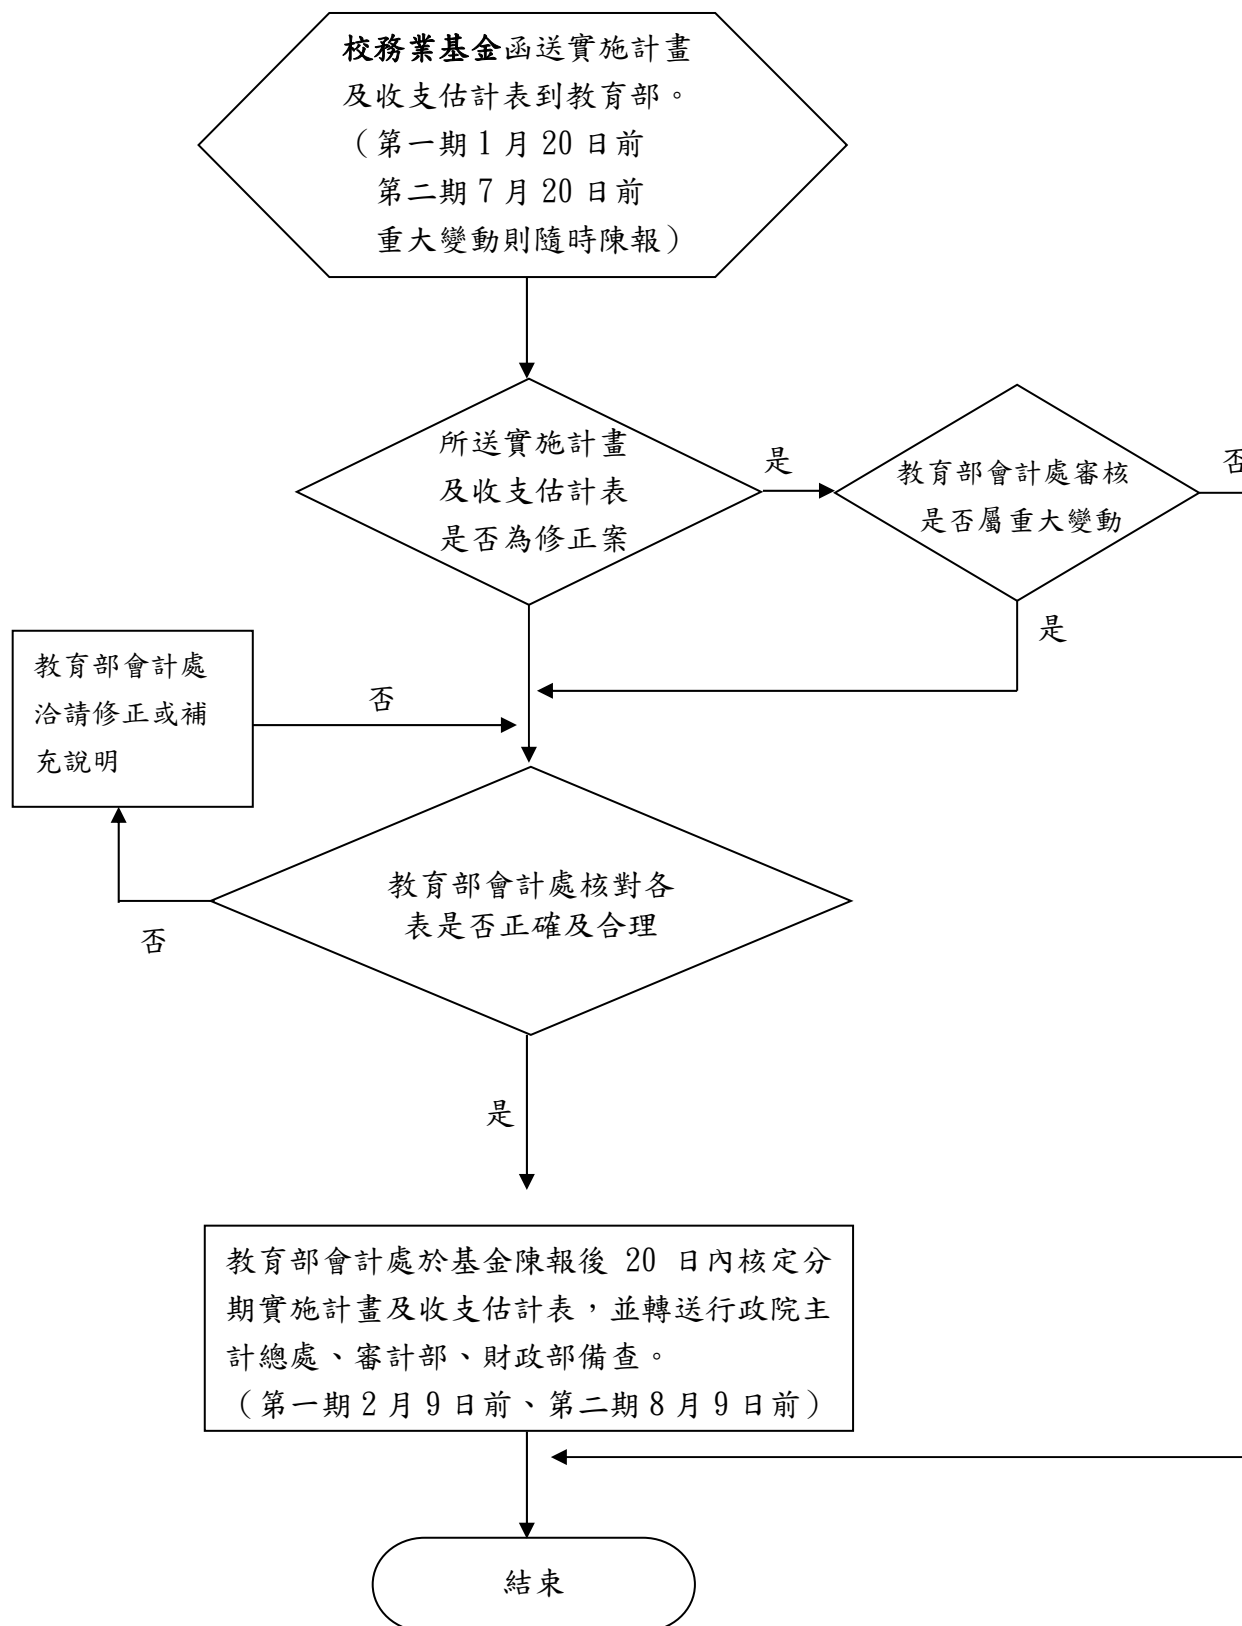 校務業基金函送實施計畫
及收支估計表到教育部。
（第一期 1 月 20 日前
第二期 7 月 20 日前
重大變動則隨時陳報）
所送實施計畫
及收支估計表
是否為修正案
是
教育部會計處審核
是否屬重大變動
否
是
教育部會計處
洽請修正或補
充說明
否
教育部會計處核對各
表是否正確及合理
否
是
教育部會計處於基金陳報後 20 日內核定分
期實施計畫及收支估計表，並轉送行政院主
計總處、審計部、財政部備查。
（第一期 2 月 9 日前、第二期 8 月 9 日前）
結束